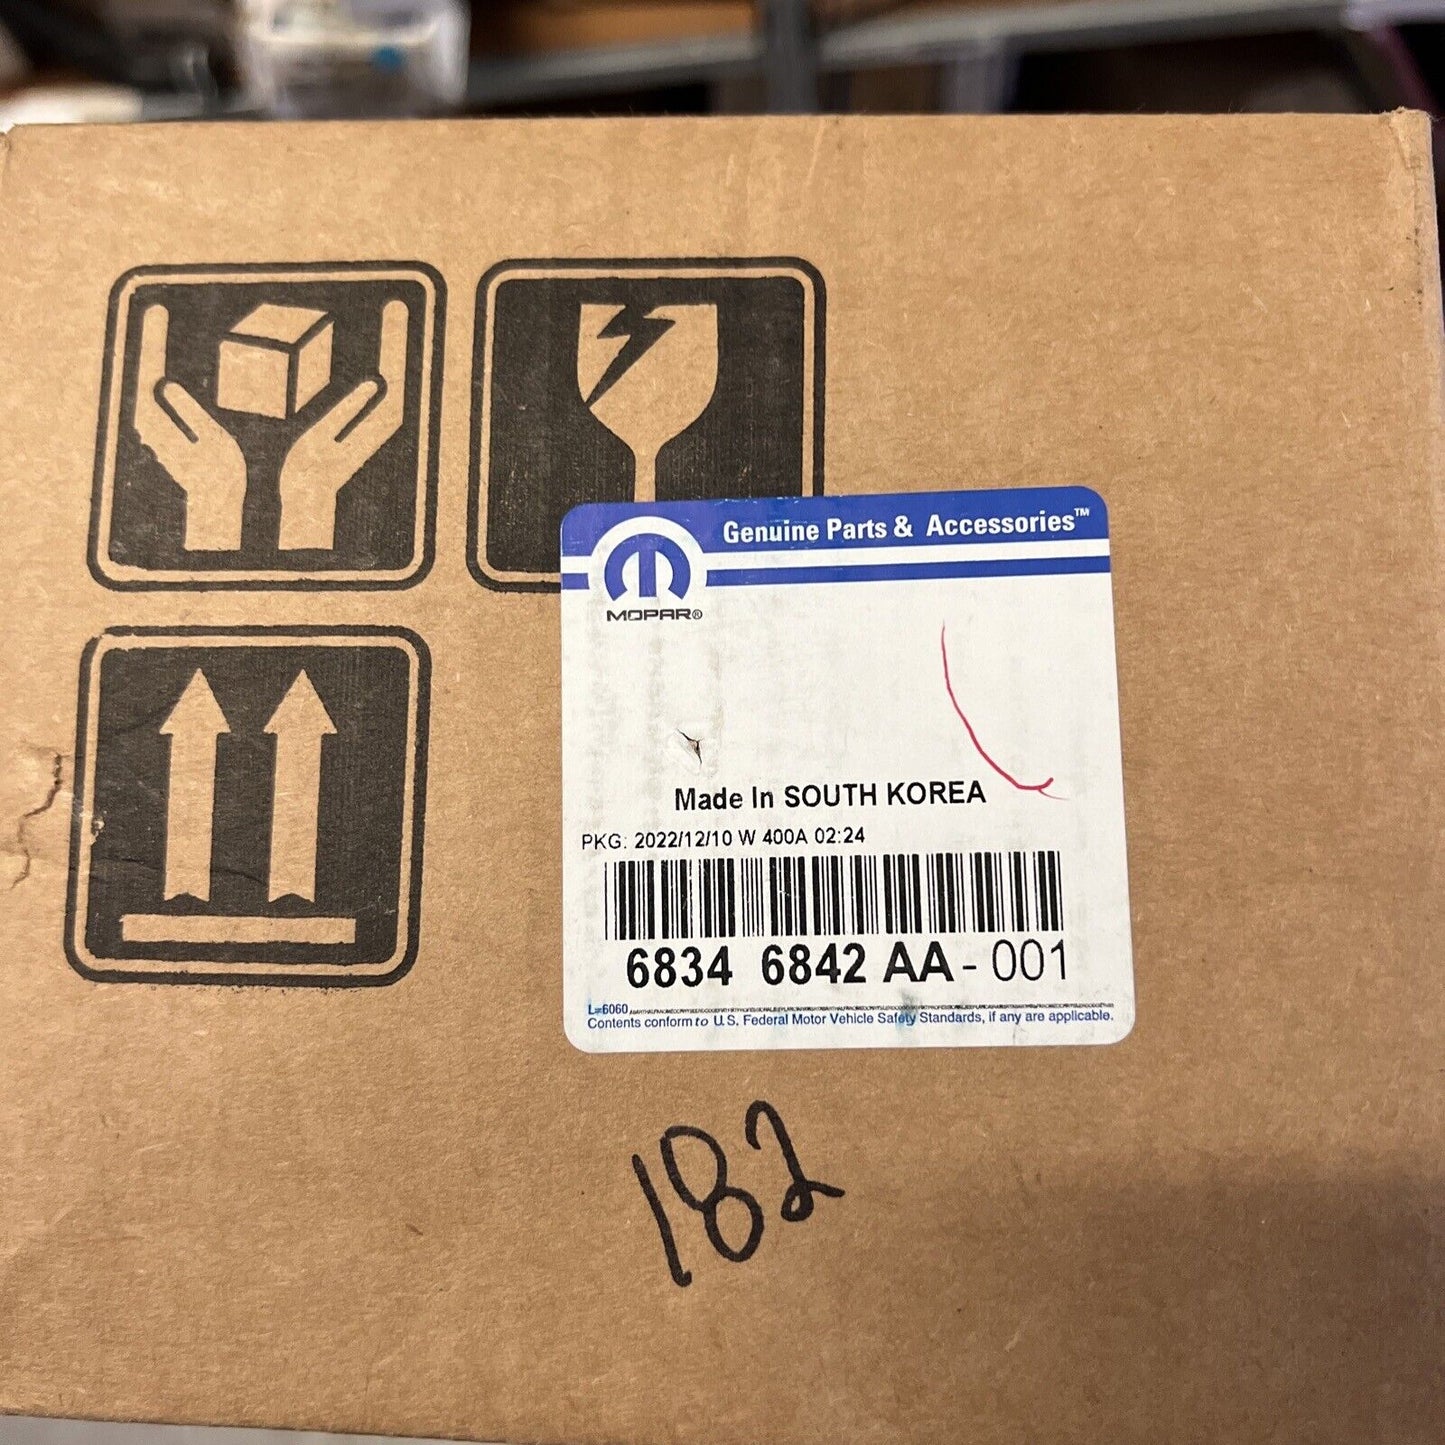 Genuine Parts & Accessories™
MOPAR®
Made In SOUTH KOREA
PKG: 2022/12/10 W 400A 02:24
6834 6842 AA - 001
L=6060
Contents conform to U.S. Federal Motor Vehicle Safety Standards, if any are applicable.
182